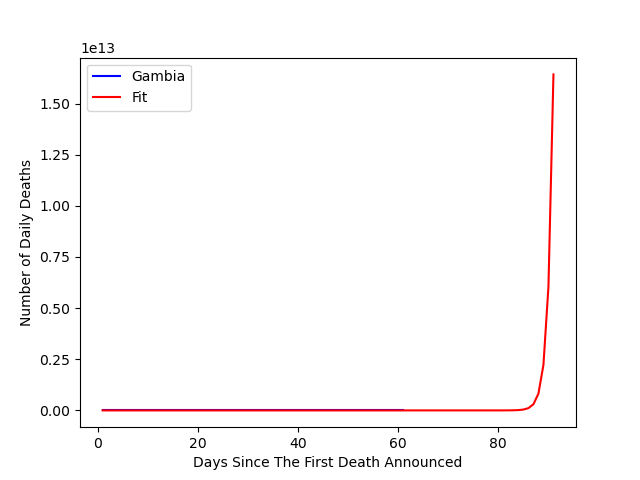 1e13
Gambia
Fit
1.50
1.25
1.00
0.75
0.50
0.25
0.00
Number of Daily Deaths
0 20 40 60 80
Days Since The First Death Announced